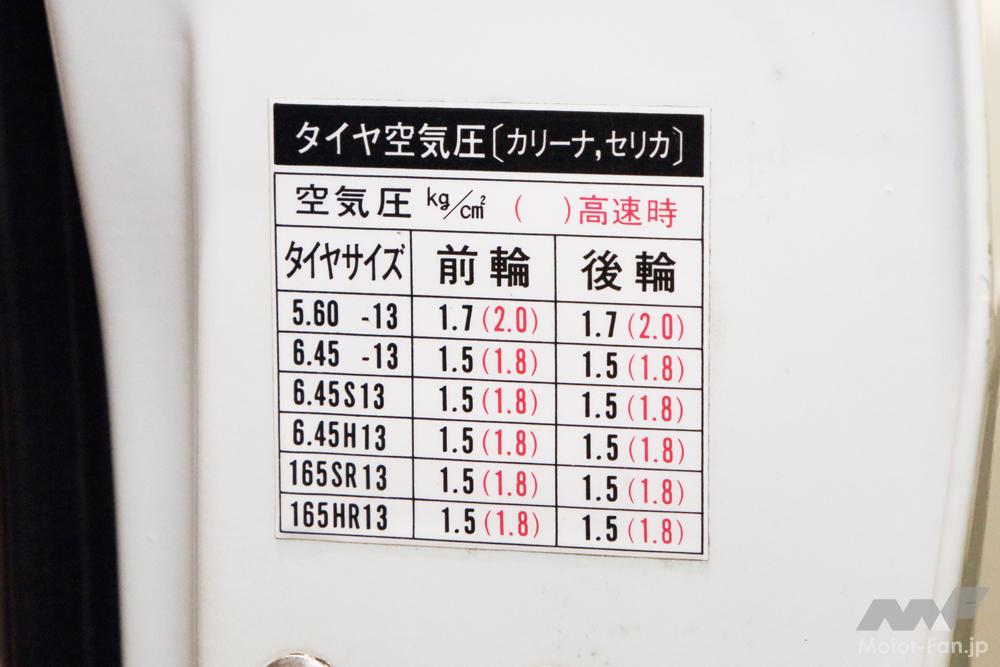 タイヤ空気圧〔カリーナ,セリカ〕
空気圧 kg/cm² ( )高速時
タイヤサイズ 前輪 後輪
5.60 -13 1.7(2.0) 1.7(2.0)
6.45 -13 1.5(1.8) 1.5(1.8)
6.45S13 1.5(1.8) 1.5(1.8)
6.45H13 1.5(1.8) 1.5(1.8)
165SR13 1.5(1.8) 1.5(1.8)
165HR13 1.5(1.8) 1.5(1.8)
MF
Motor-Fan.jp